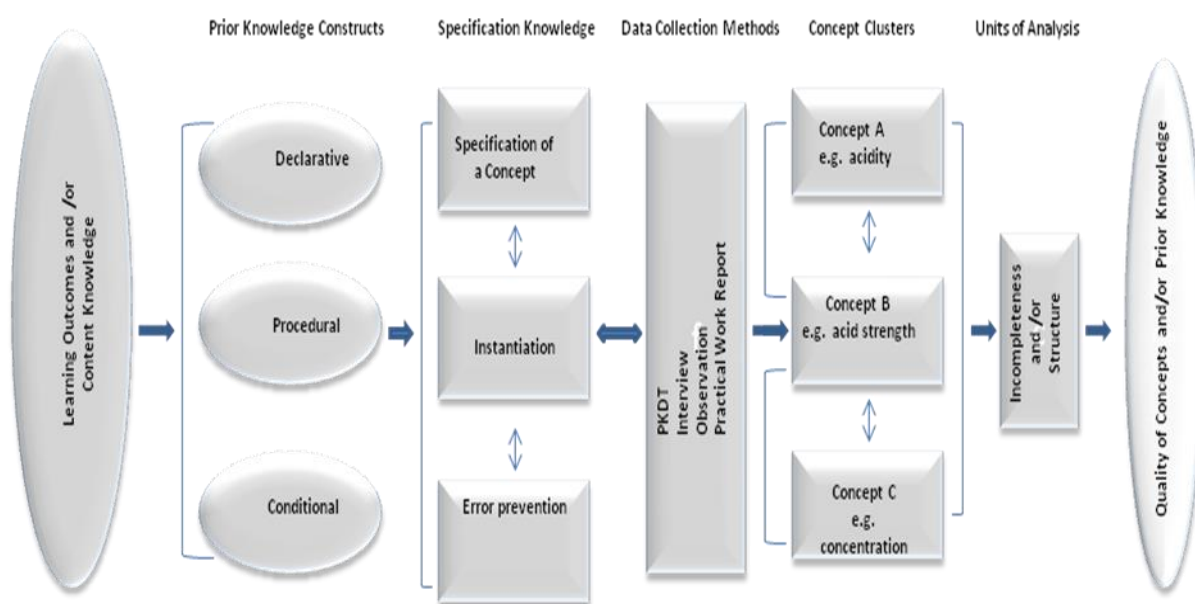 Prior Knowledge Constructs
Specification Knowledge
Data Collection Methods
Concept Clusters
Units of Analysis
Learning Outcomes and /or
Content Knowledge
Declarative
Procedural
Conditional
Specification of
a Concept
Instantiation
Error prevention
PKDT
Interview
Observation
Practical Work Report
Concept A
e.g. acidity
Concept B
e.g. acid strength
Concept C
e.g.
concentration
Incompleteness
and /or
Structure
Quality of Concepts and/or Prior Knowledge